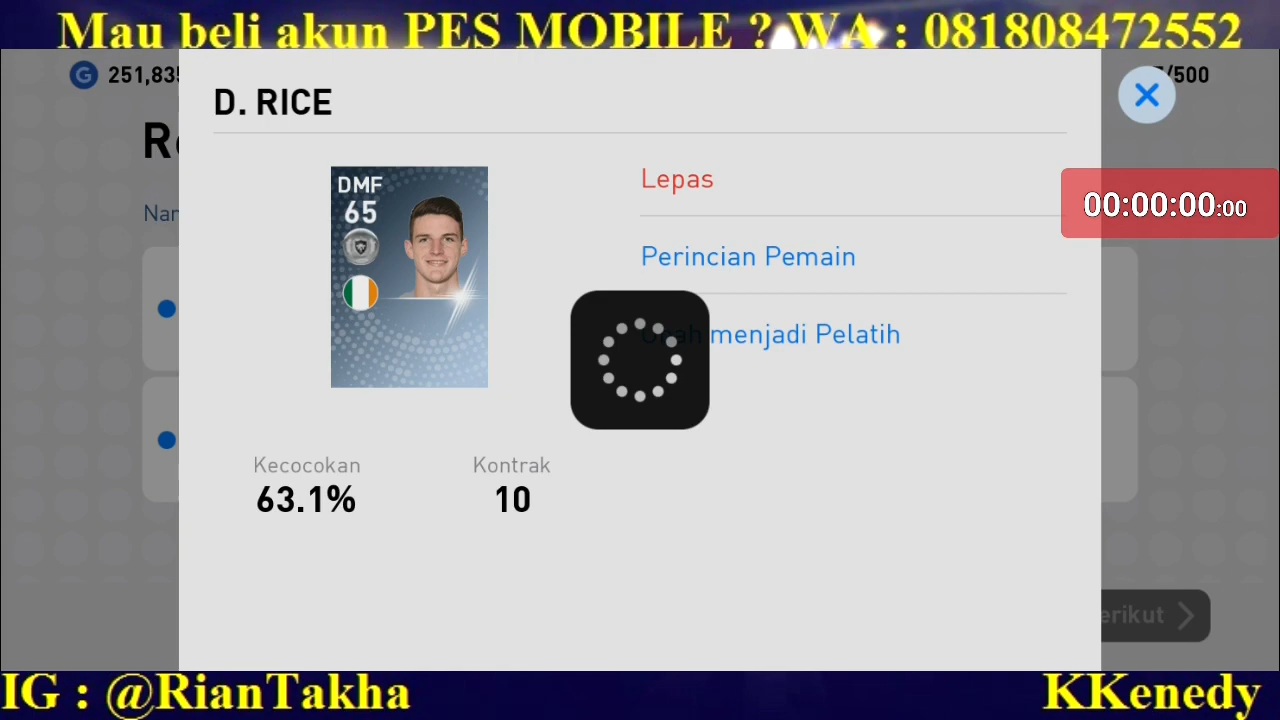 Mau beli akun PES MOBILE ? WA : 081808472552
251,835
/500
D. RICE
DMF
65
Lepas
00:00:00:00
Perincian Pemain
menjadi Pelatih
Kecocokan
Kontrak
63.1%
10
erikut
IG : @RianTakha
KKenedy